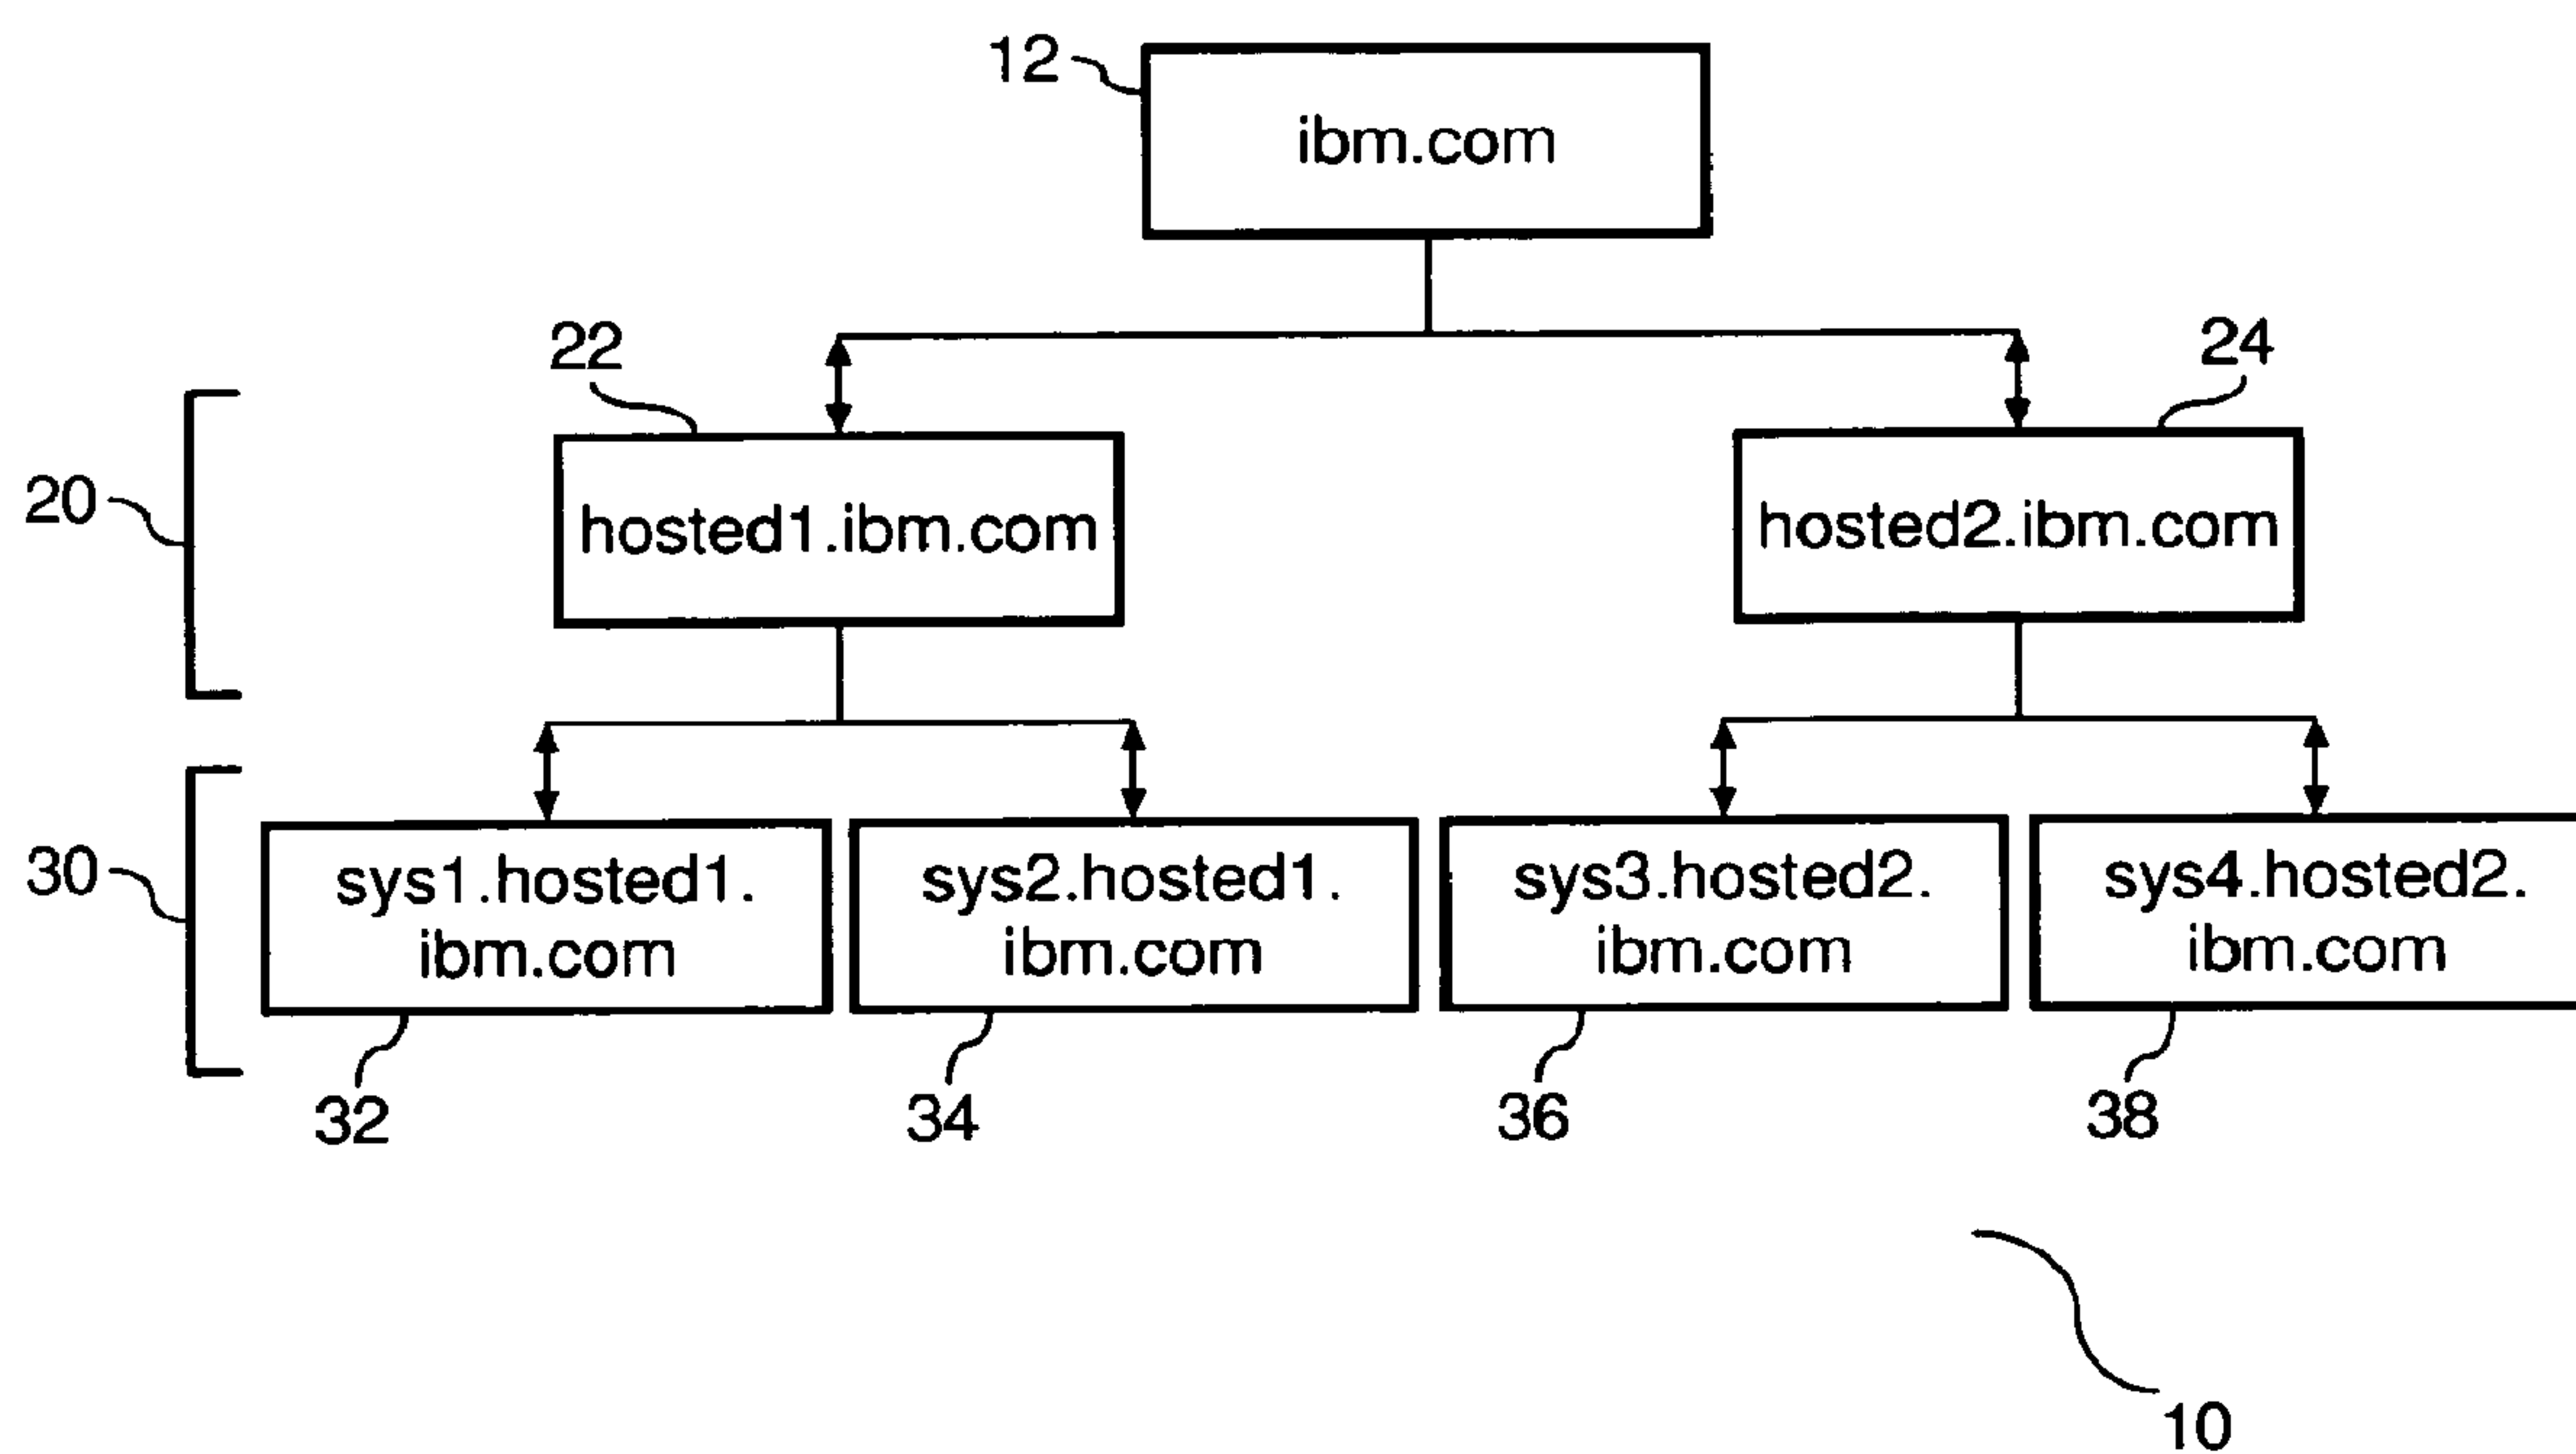 12
ibm.com
22
24
20
hosted1.ibm.com
hosted2.ibm.com
30
sys1.hosted1.
ibm.com
sys2.hosted1.
ibm.com
sys3.hosted2.
ibm.com
sys4.hosted2.
ibm.com
32
34
36
38
10